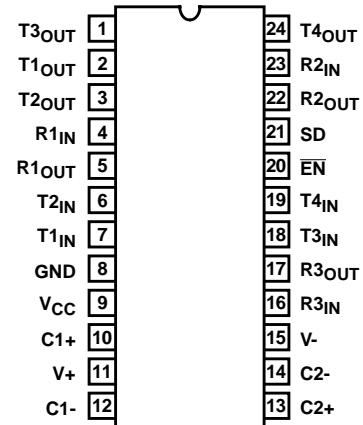 T3OUT 1 24 T4OUT
T1OUT 2 23 R2IN
T2OUT 3 22 R2OUT
R1IN 4 21 SD
R1OUT 5 20 E̅N̅
T2IN 6 19 T4IN
T1IN 7 18 T3IN
GND 8 17 R3OUT
VCC 9 16 R3IN
C1+ 10 15 V-
V+ 11 14 C2-
C1- 12 13 C2+